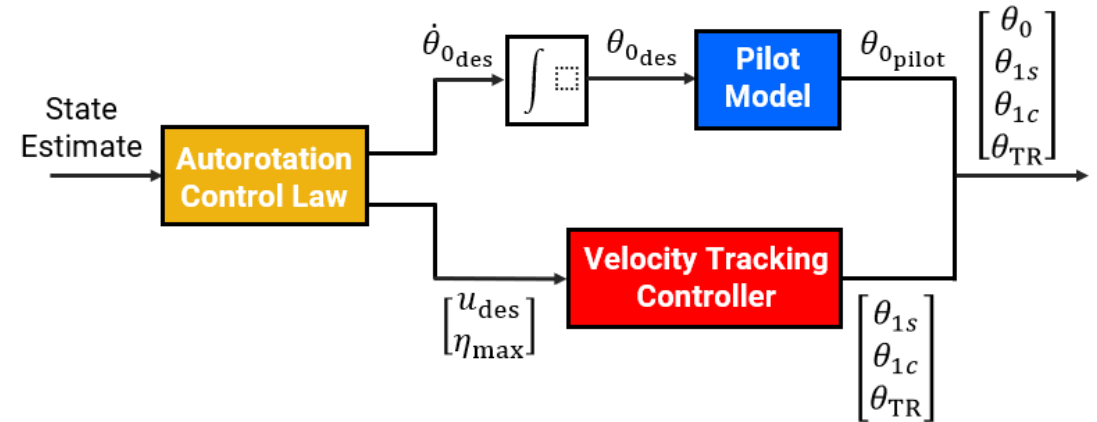 State
Estimate
Autorotation
Control Law
θ̇₀des
∫
θ₀des
Pilot
Model
θ₀pilot
[θ₀
θ₁s
θ₁c
θTR]
[udes
ηmax]
Velocity Tracking
Controller
[θ₁s
θ₁c
θTR]